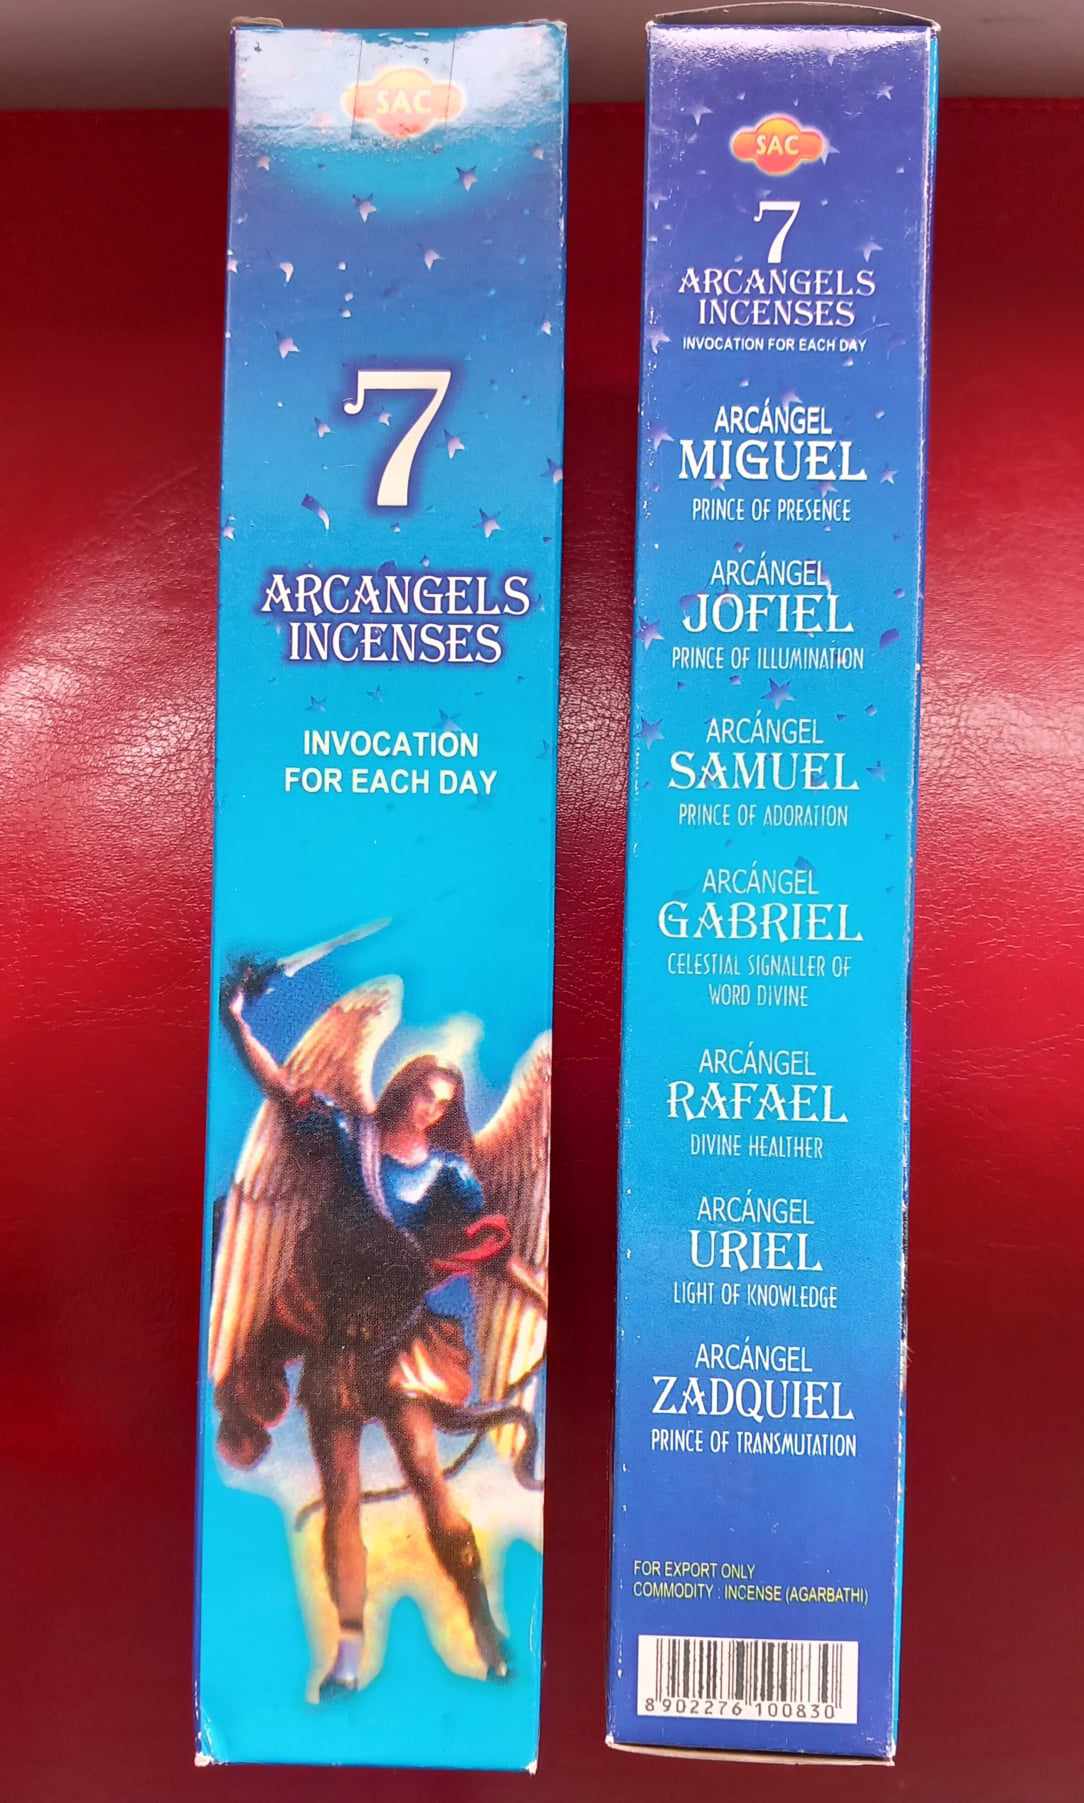 SAC
7
ARCANGELS
INCENSES
INVOCATION
FOR EACH DAY
SAC
7
ARCANGELS
INCENSES
INVOCATION FOR EACH DAY
ARCÁNGEL
MIGUEL
PRINCE OF PRESENCE
ARCÁNGEL
JOFIEL
PRINCE OF ILLUMINATION
ARCÁNGEL
SAMUEL
PRINCE OF ADORATION
ARCÁNGEL
GABRIEL
CELESTIAL SIGNALLER OF
WORD DIVINE
ARCÁNGEL
RAFAEL
DIVINE HEALTHER
ARCÁNGEL
URIEL
LIGHT OF KNOWLEDGE
ARCÁNGEL
ZADQUIEL
PRINCE OF TRANSMUTATION
FOR EXPORT ONLY
COMMODITY : INCENSE (AGARBATHI)
8 902276 100830